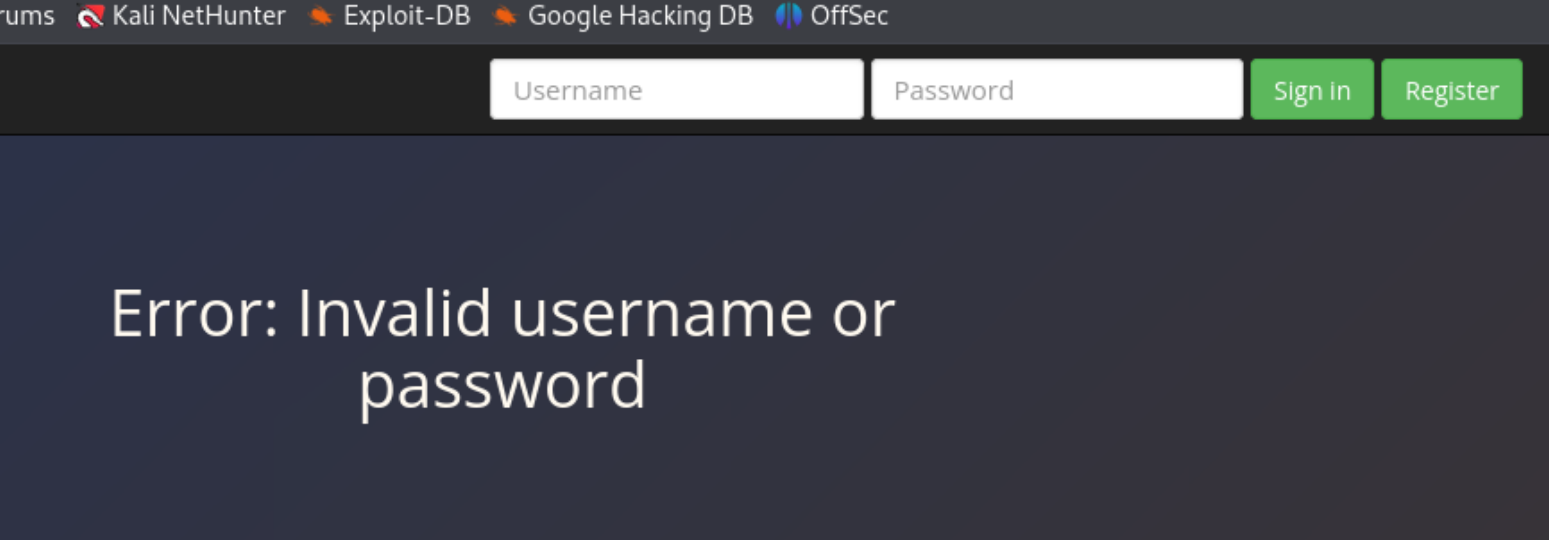 rums Kali NetHunter Exploit-DB Google Hacking DB OffSec
Username Password Sign in Register
Error: Invalid username or
password